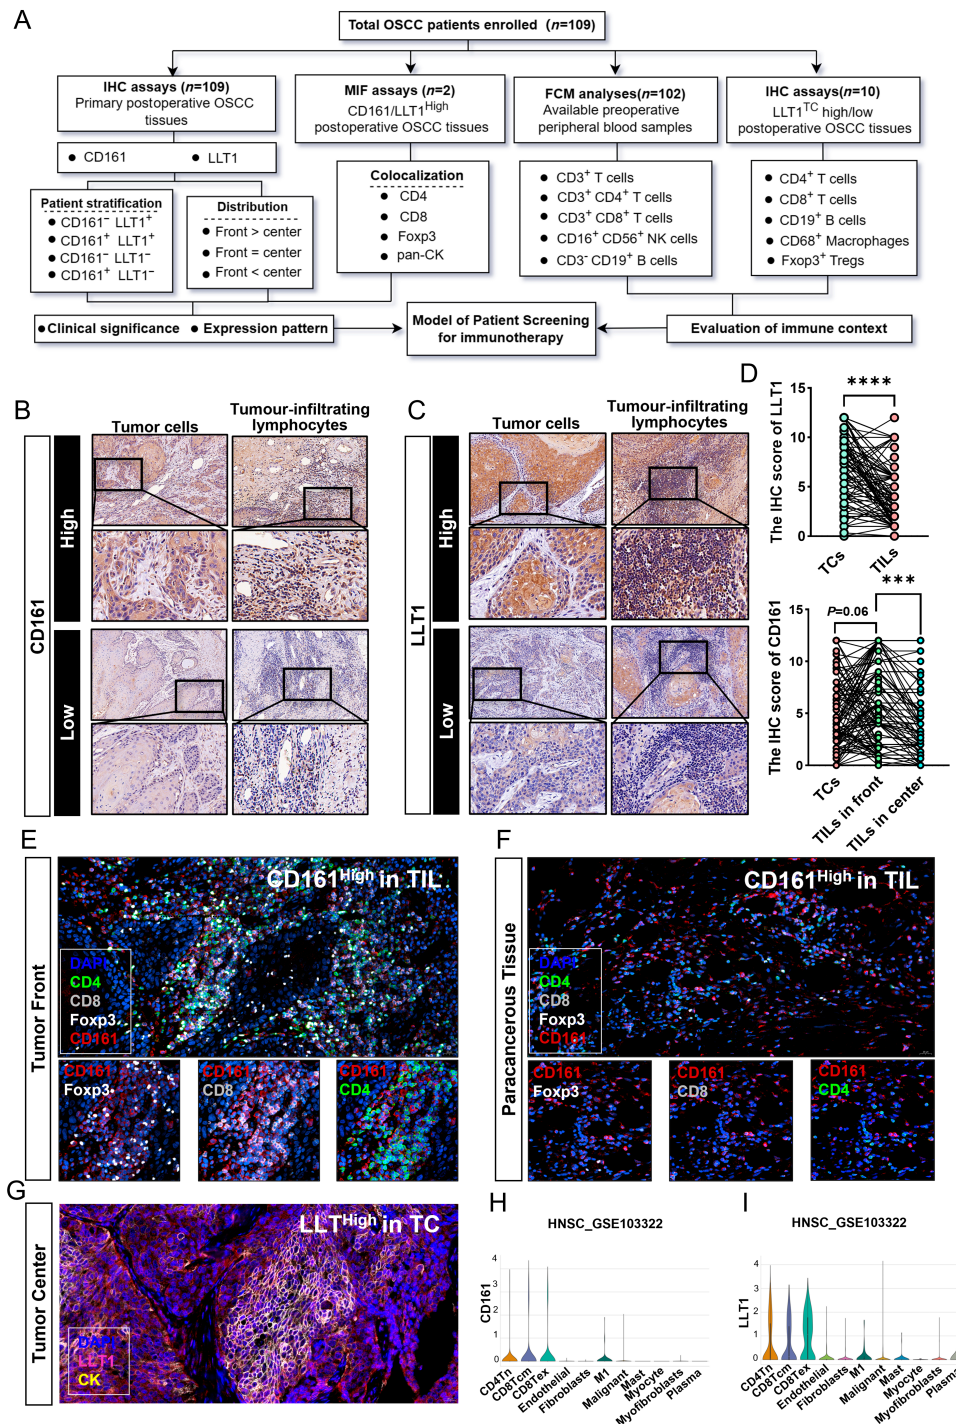 A
Total OSCC patients enrolled (n=109)
IHC assays (n=109)
Primary postoperative OSCC
tissues
MIF assays (n=2)
CD161/LLT1High
postoperative OSCC tissues
FCM analyses(n=102)
Available preoperative
peripheral blood samples
IHC assays(n=10)
LLT1TC high/low
postoperative OSCC tissues
● CD161 ● LLT1
Patient stratification
● CD161− LLT1+
● CD161+ LLT1+
● CD161− LLT1−
● CD161+ LLT1−
Distribution
● Front > center
● Front = center
● Front < center
Colocalization
● CD4
● CD8
● Foxp3
● pan-CK
● CD3+ T cells
● CD3+ CD4+ T cells
● CD3+ CD8+ T cells
● CD16+ CD56+ NK cells
● CD3- CD19+ B cells
● CD4+ T cells
● CD8+ T cells
● CD19+ B cells
● CD68+ Macrophages
● Fxop3+ Tregs
● Clinical significance ● Expression pattern
Model of Patient Screening
for immunotherapy
Evaluation of immune context
B
Tumor cells
Tumour-infiltrating
lymphocytes
CD161
High
Low
C
Tumor cells
Tumour-infiltrating
lymphocytes
LLT1
High
Low
D
The IHC score of LLT1
15
10
5
0
****
TCs
TILs
The IHC score of CD161
15
10
5
0
P=0.06
***
TCs
TILs in front
TILs in center
E
Tumor Front
CD161High in TIL
DAPI
CD4
CD8
Foxp3
CD161
CD161
Foxp3
CD161
CD8
CD161
CD4
F
Paracancerous Tissue
CD161High in TIL
DAPI
CD4
CD8
Foxp3
CD161
CD161
Foxp3
CD161
CD8
CD161
CD4
G
Tumor Center
LLTHigh in TC
DAPI
LLT1
CK
H
HNSC_GSE103322
CD161
4
3
2
1
0
CD4Tn
CD8Tcm
CD8Tex
Endothelial
Fibroblasts
M1
Malignant
Mast
Myocyte
Myofibroblasts
Plasma
I
HNSC_GSE103322
LLT1
4
3
2
1
0
CD4Tn
CD8Tcm
CD8Tex
Endothelial
Fibroblasts
M1
Malignant
Mast
Myocyte
Myofibroblasts
Plasma